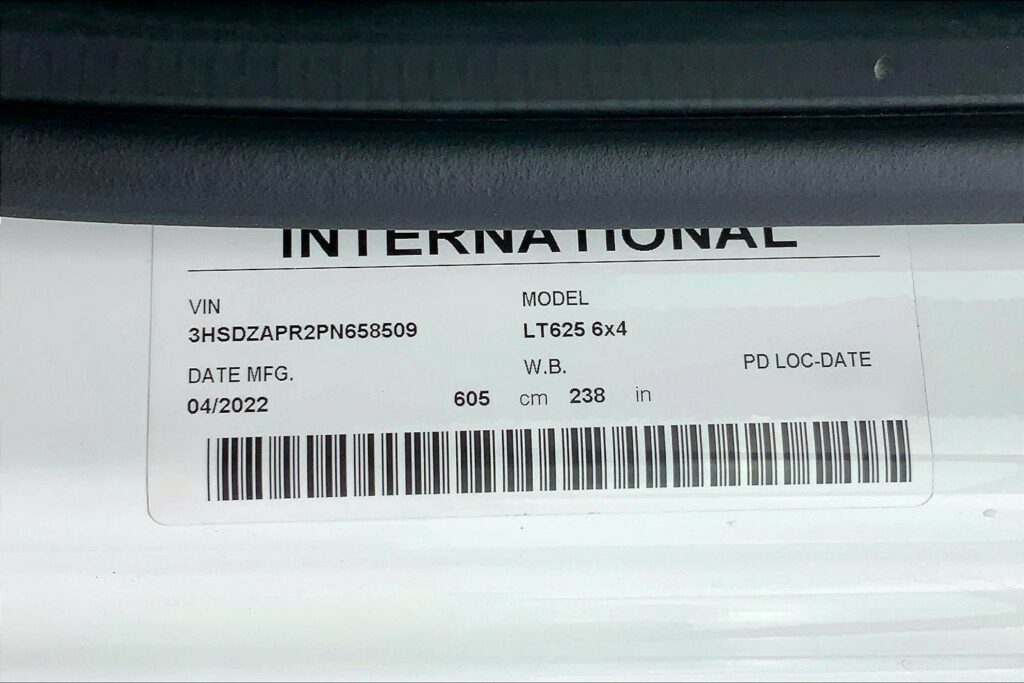 INTERNATIONAL
VIN
3HSDZAPR2PN658509
MODEL
LT625 6x4
DATE MFG.
04/2022
W.B.
605 cm 238 in
PD LOC-DATE